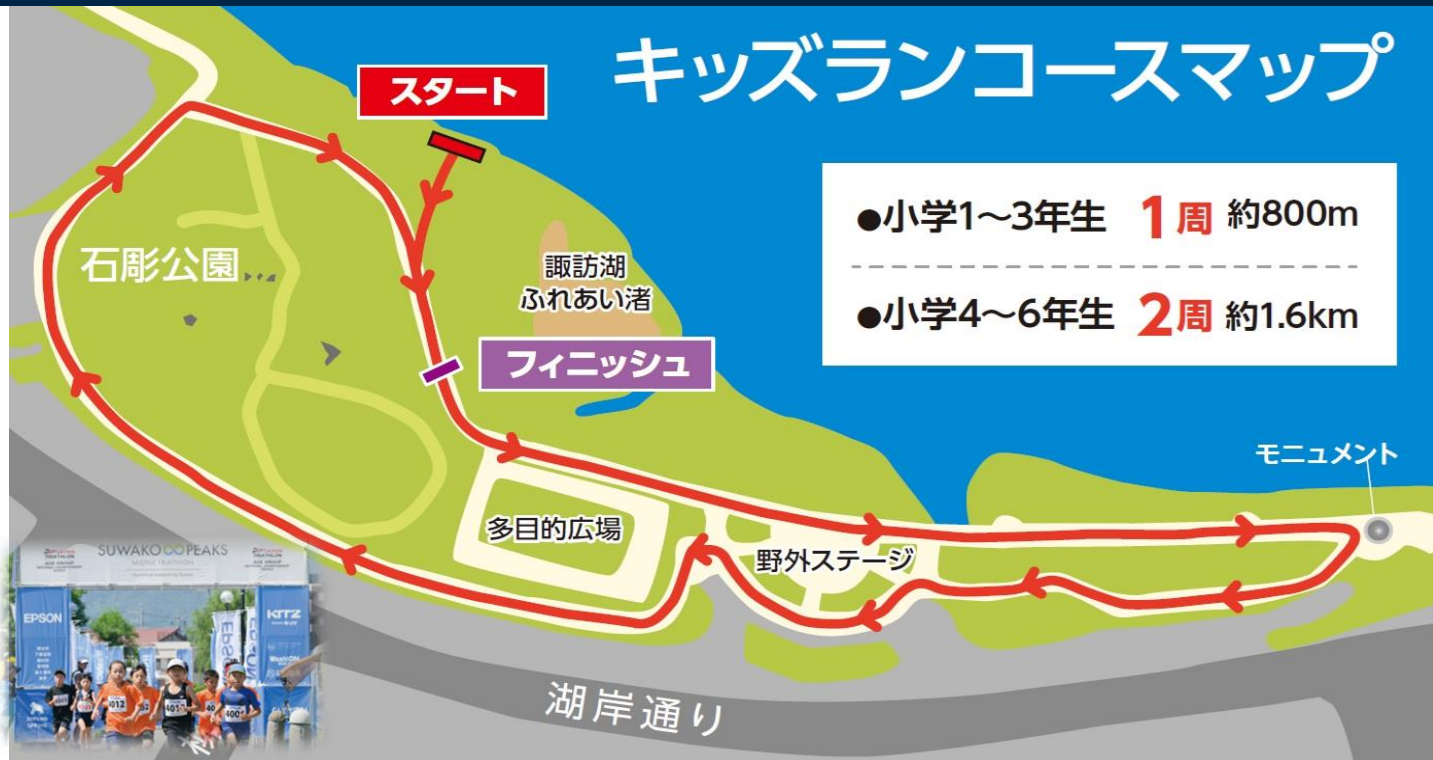 キッズランコースマップ
スタート
●小学1～3年生 1周 約800m
●小学4～6年生 2周 約1.6km
石彫公園
諏訪湖
ふれあい渚
フィニッシュ
モニュメント
多目的広場
野外ステージ
湖岸通り
SUWAKO PEAKS
MIDDLE TRIATHLON
EPSON
KITZ
EPSON
4012